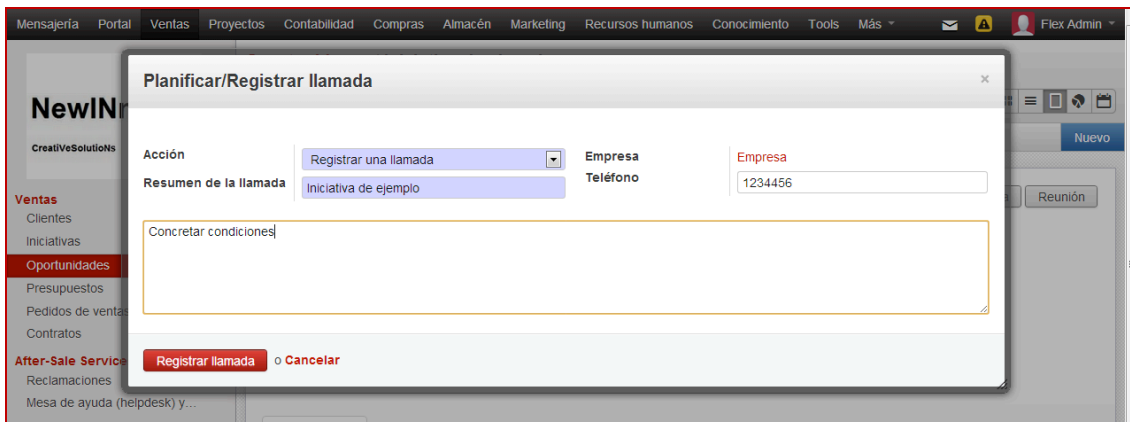 Mensajería Portal Ventas Proyectos Contabilidad Compras Almacén Marketing Recursos humanos Conocimiento Tools Más Flex Admin
Planificar/Registrar llamada ×
NewIN
CreatiVeSolutioNs
Nuevo
Acción Registrar una llamada Empresa Empresa
Resumen de la llamada Iniciativa de ejemplo Teléfono 1234456
Reunión
Ventas
Clientes
Concretar condiciones
Iniciativas
Oportunidades
Presupuestos
Pedidos de ventas
Contratos
After-Sale Service
Registrar llamada o Cancelar
Reclamaciones
Mesa de ayuda (helpdesk) y...